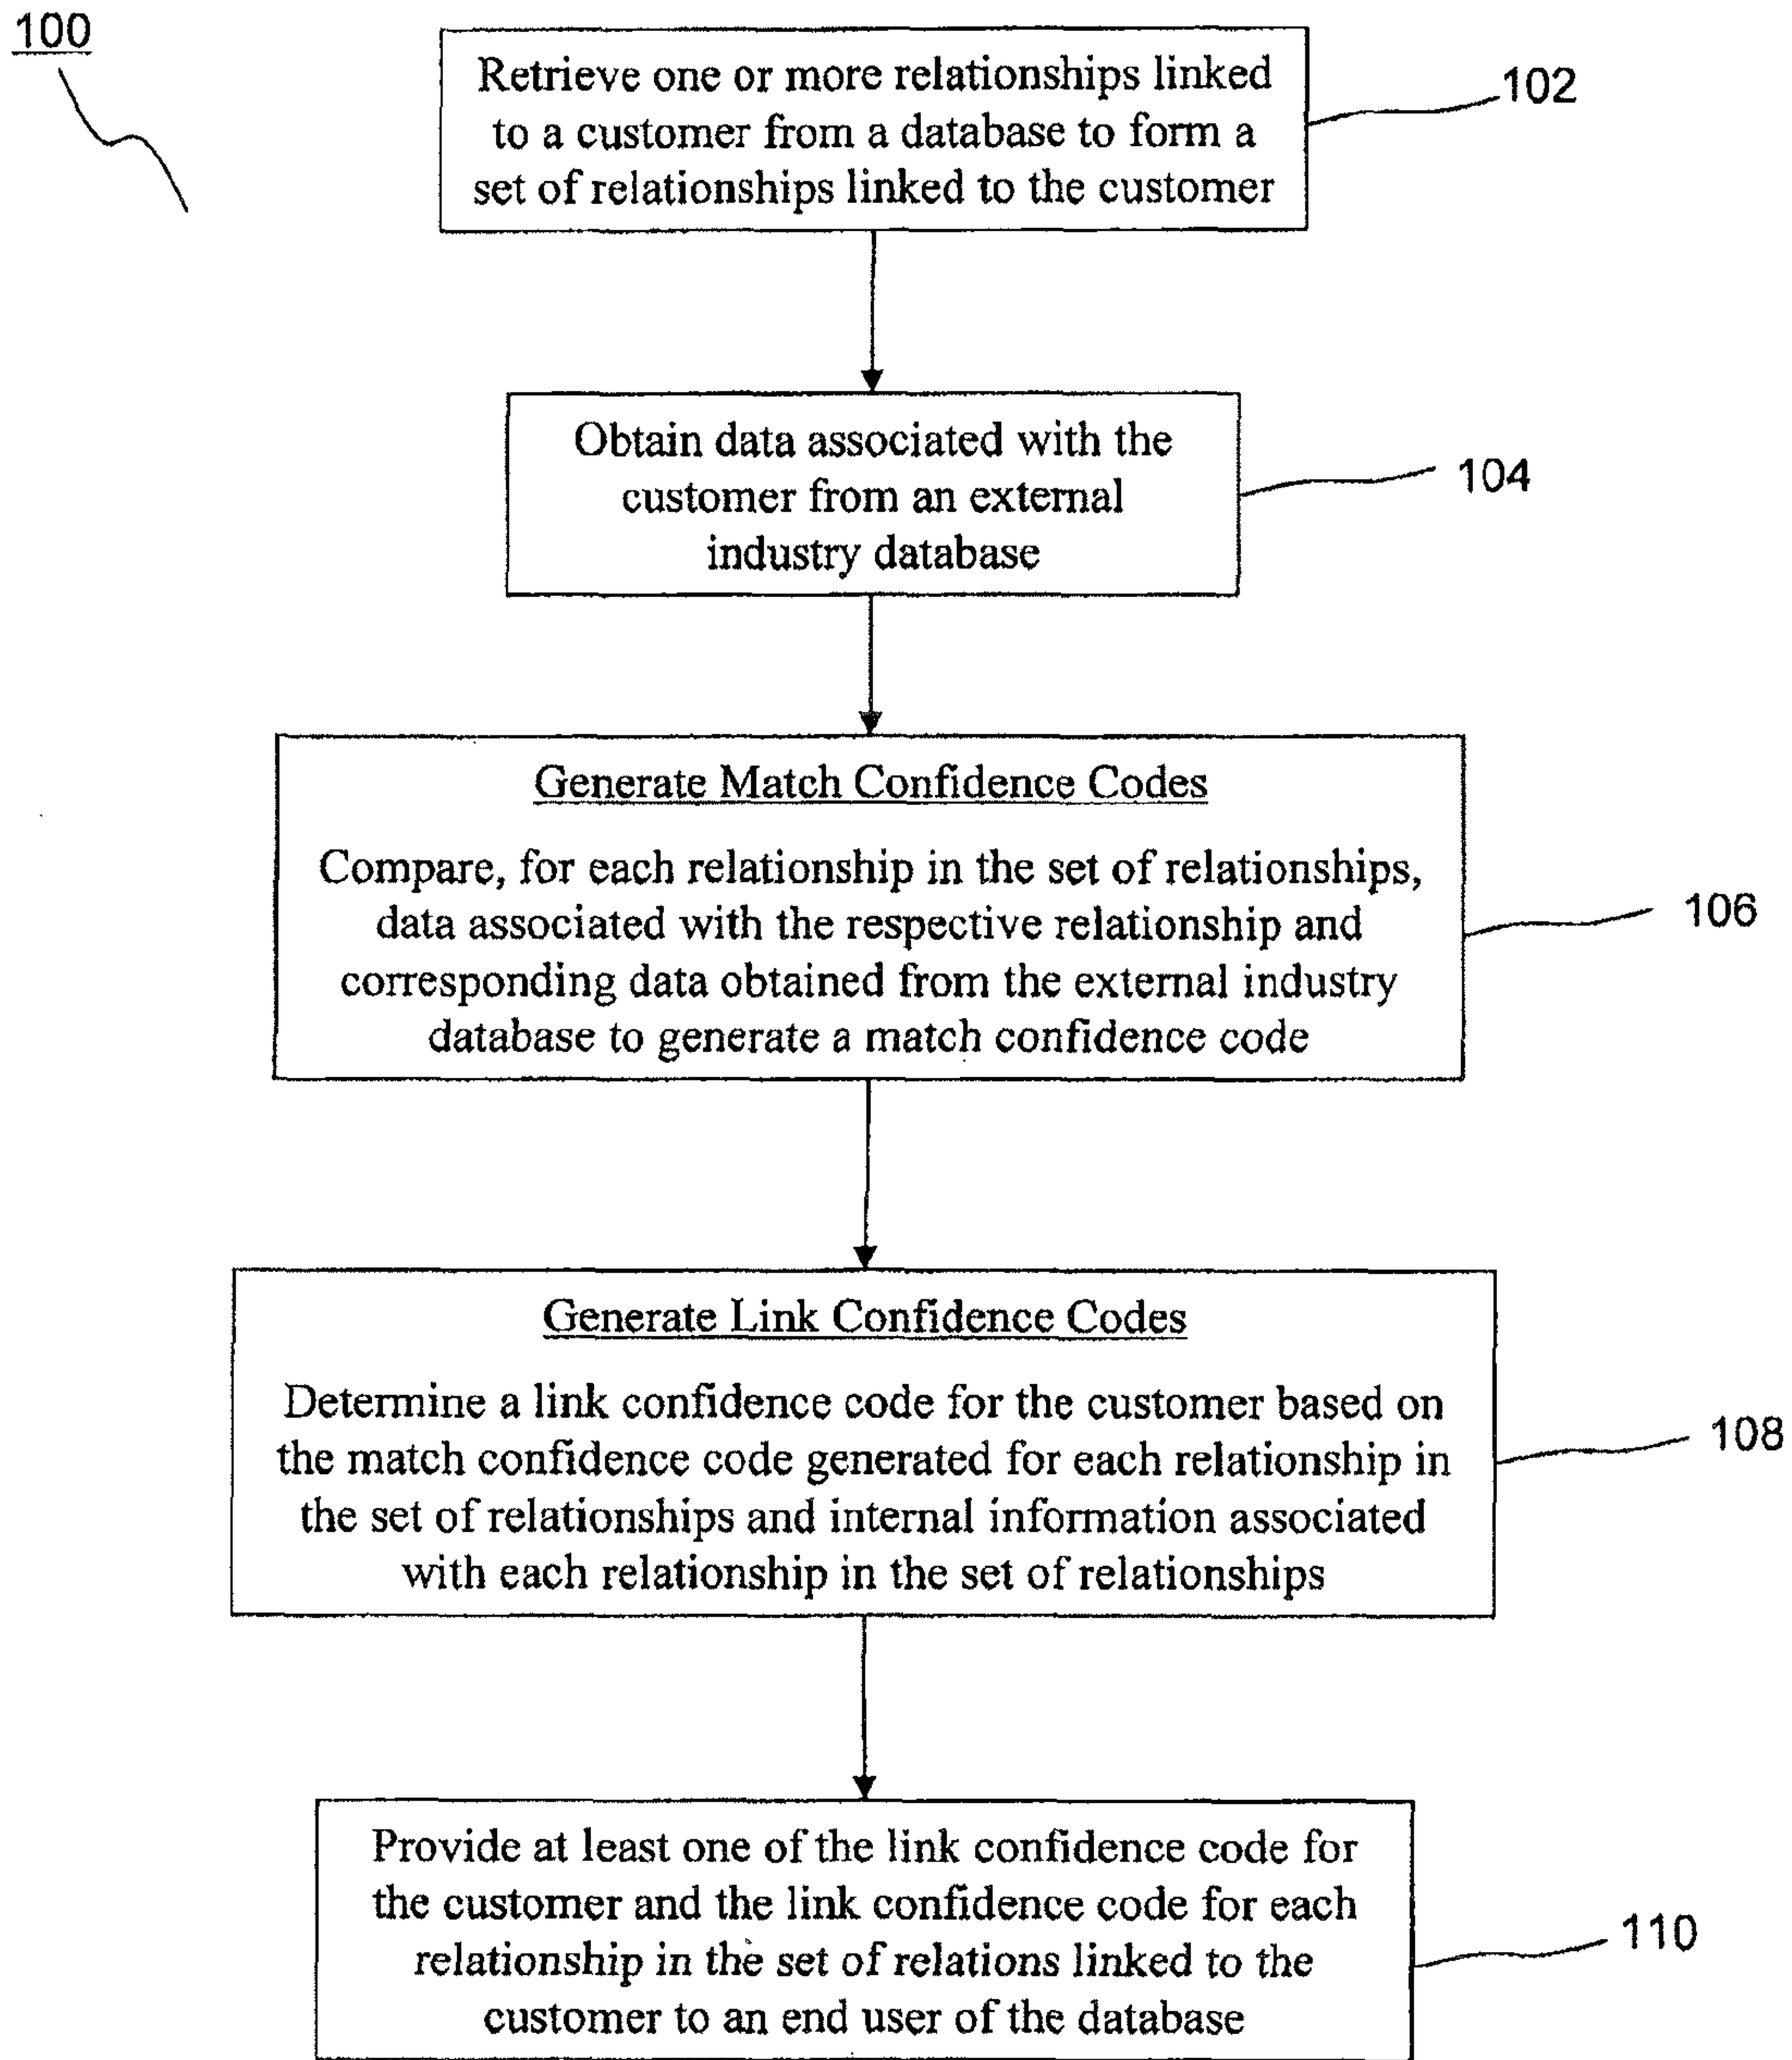 100
Retrieve one or more relationships linked
to a customer from a database to form a
set of relationships linked to the customer
102
Obtain data associated with the
customer from an external
industry database
104
Generate Match Confidence Codes
Compare, for each relationship in the set of relationships,
data associated with the respective relationship and
corresponding data obtained from the external industry
database to generate a match confidence code
106
Generate Link Confidence Codes
Determine a link confidence code for the customer based on
the match confidence code generated for each relationship in
the set of relationships and internal information associated
with each relationship in the set of relationships
108
Provide at least one of the link confidence code for
the customer and the link confidence code for each
relationship in the set of relations linked to the
customer to an end user of the database
110